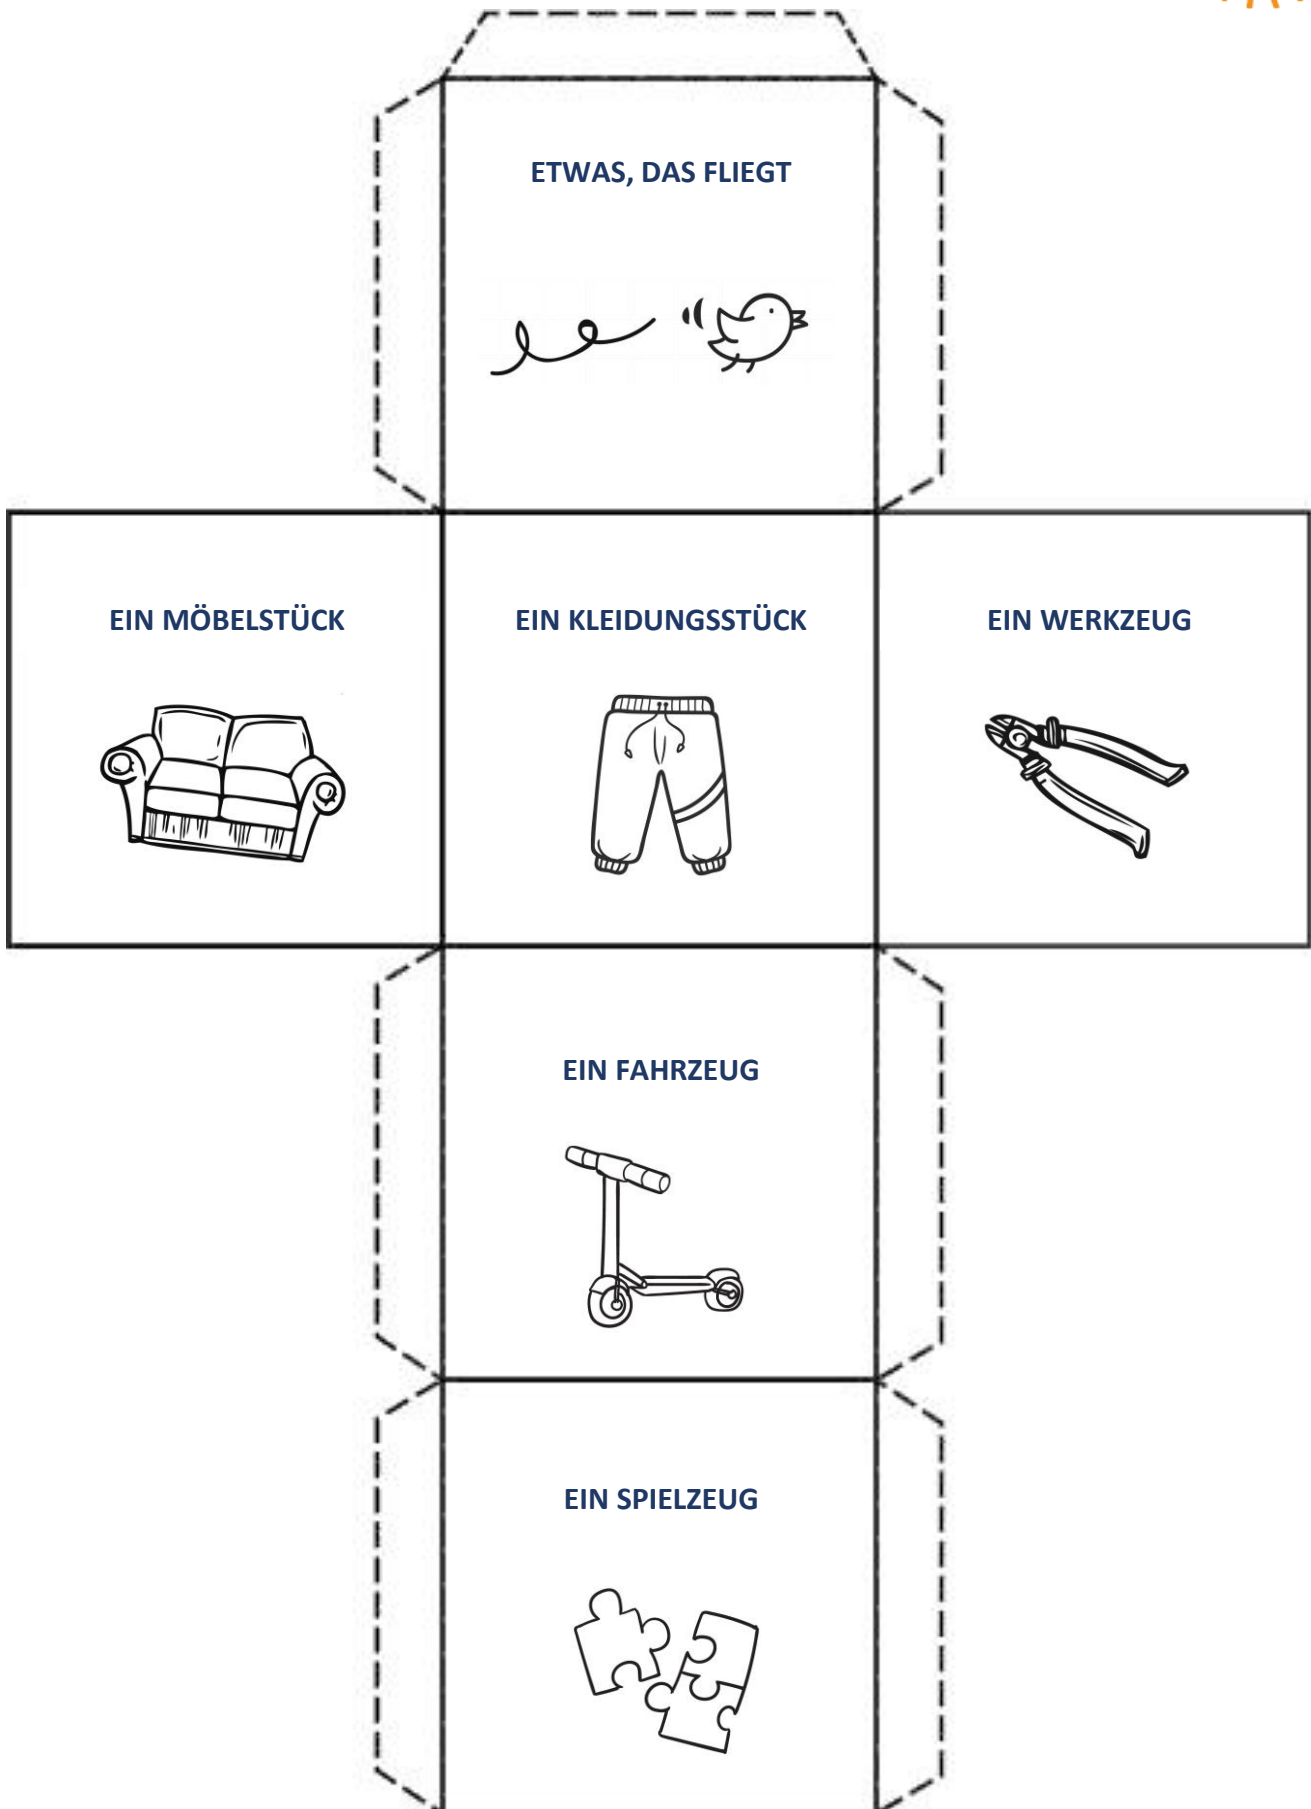 ETWAS, DAS FLIEGT
EIN MÖBELSTÜCK
EIN KLEIDUNGSSTÜCK
EIN WERKZEUG
EIN FAHRZEUG
EIN SPIELZEUG